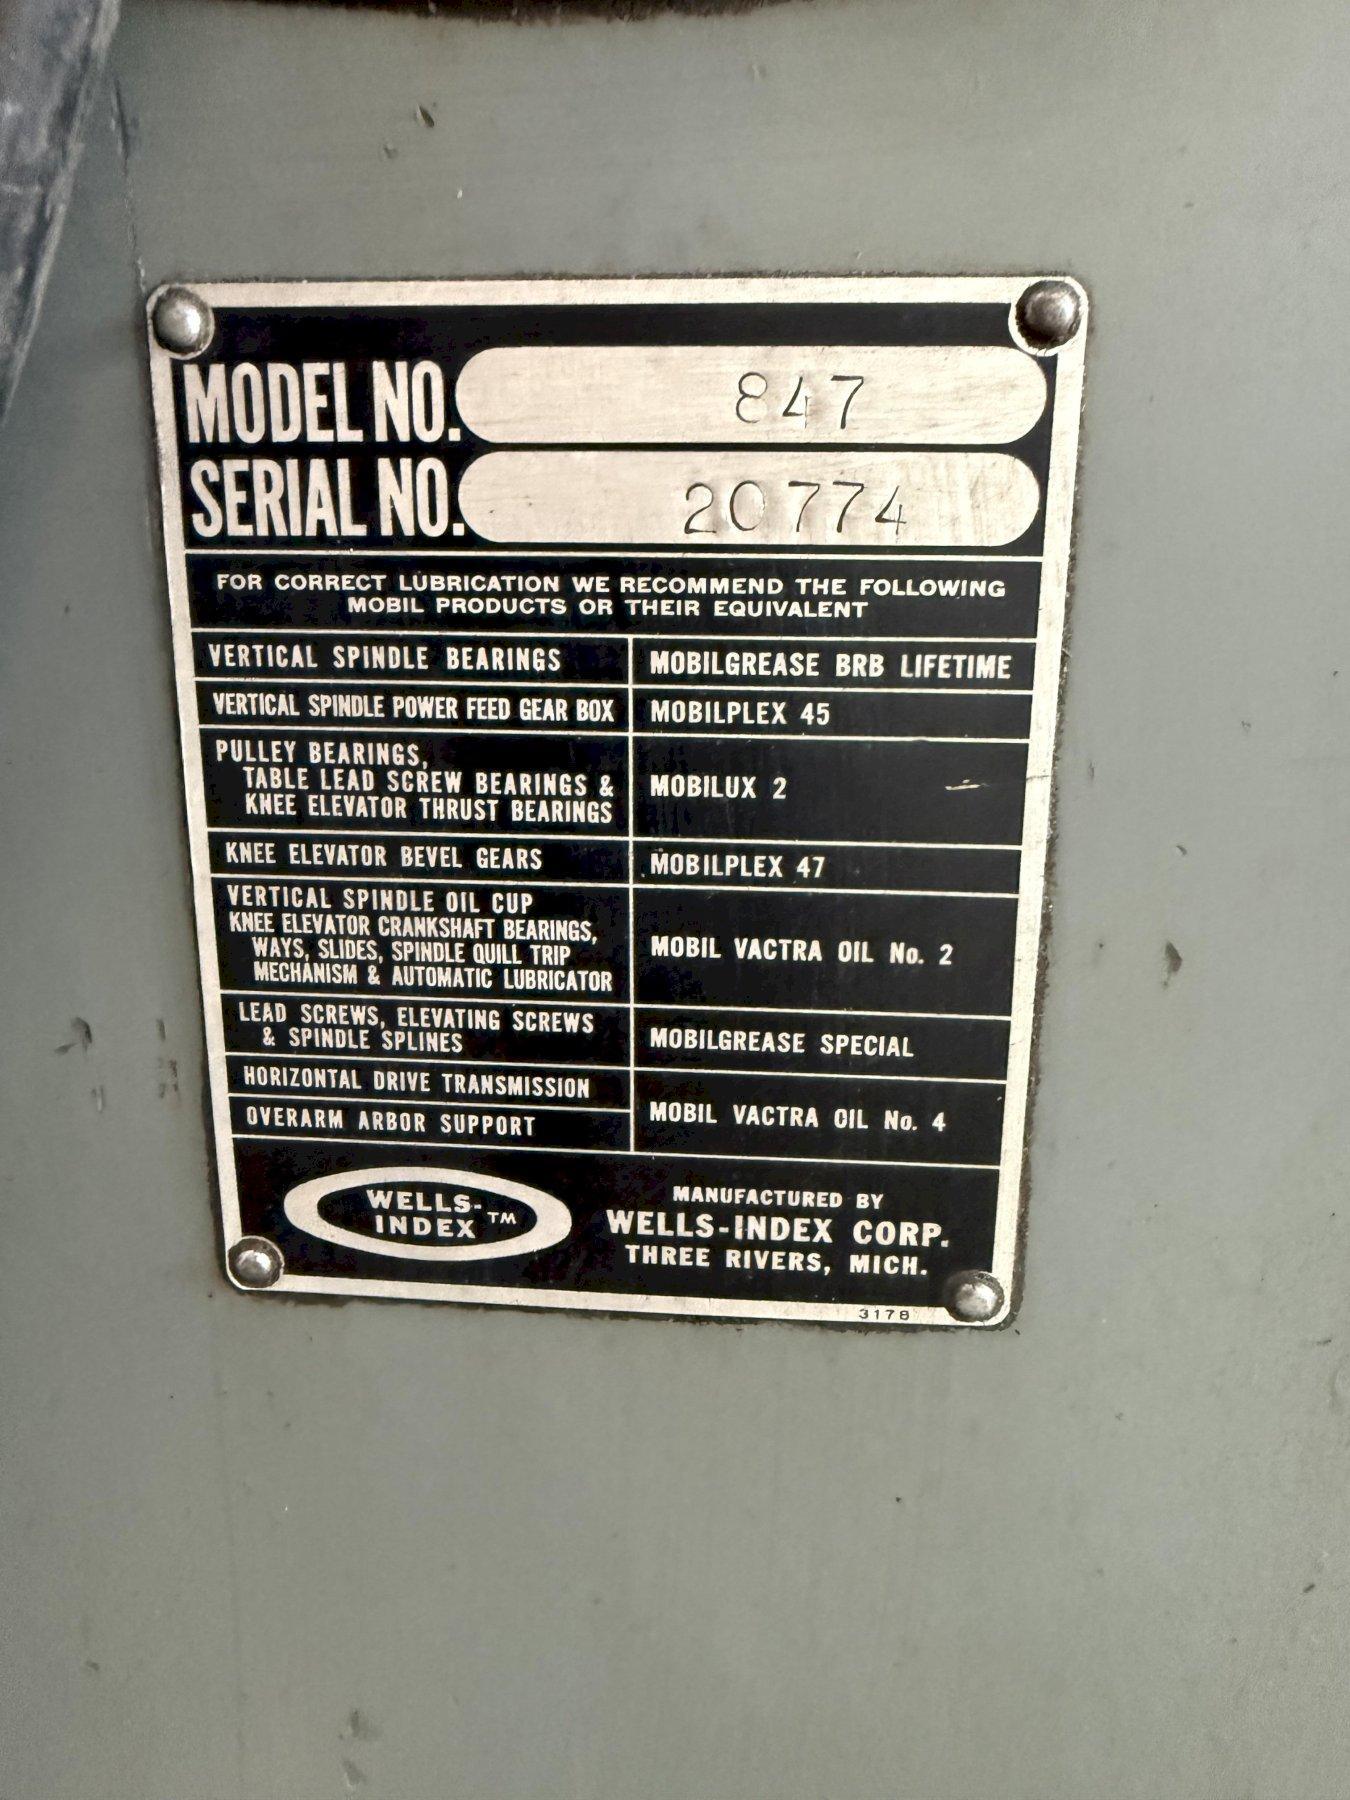 MODEL NO. 847
SERIAL NO. 20774
FOR CORRECT LUBRICATION WE RECOMMEND THE FOLLOWING
MOBIL PRODUCTS OR THEIR EQUIVALENT
VERTICAL SPINDLE BEARINGS MOBILGREASE BRB LIFETIME
VERTICAL SPINDLE POWER FEED GEAR BOX MOBILPLEX 45
PULLEY BEARINGS,
TABLE LEAD SCREW BEARINGS &
KNEE ELEVATOR THRUST BEARINGS
MOBILUX 2
KNEE ELEVATOR BEVEL GEARS MOBILPLEX 47
VERTICAL SPINDLE OIL CUP
KNEE ELEVATOR CRANKSHAFT BEARINGS,
WAYS, SLIDES, SPINDLE QUILL TRIP
MECHANISM & AUTOMATIC LUBRICATOR
MOBIL VACTRA OIL No. 2
LEAD SCREWS, ELEVATING SCREWS
& SPINDLE SPLINES
MOBILGREASE SPECIAL
HORIZONTAL DRIVE TRANSMISSION
OVERARM ARBOR SUPPORT
MOBIL VACTRA OIL No. 4
WELLS-
INDEX TM
MANUFACTURED BY
WELLS-INDEX CORP.
THREE RIVERS, MICH.
3178